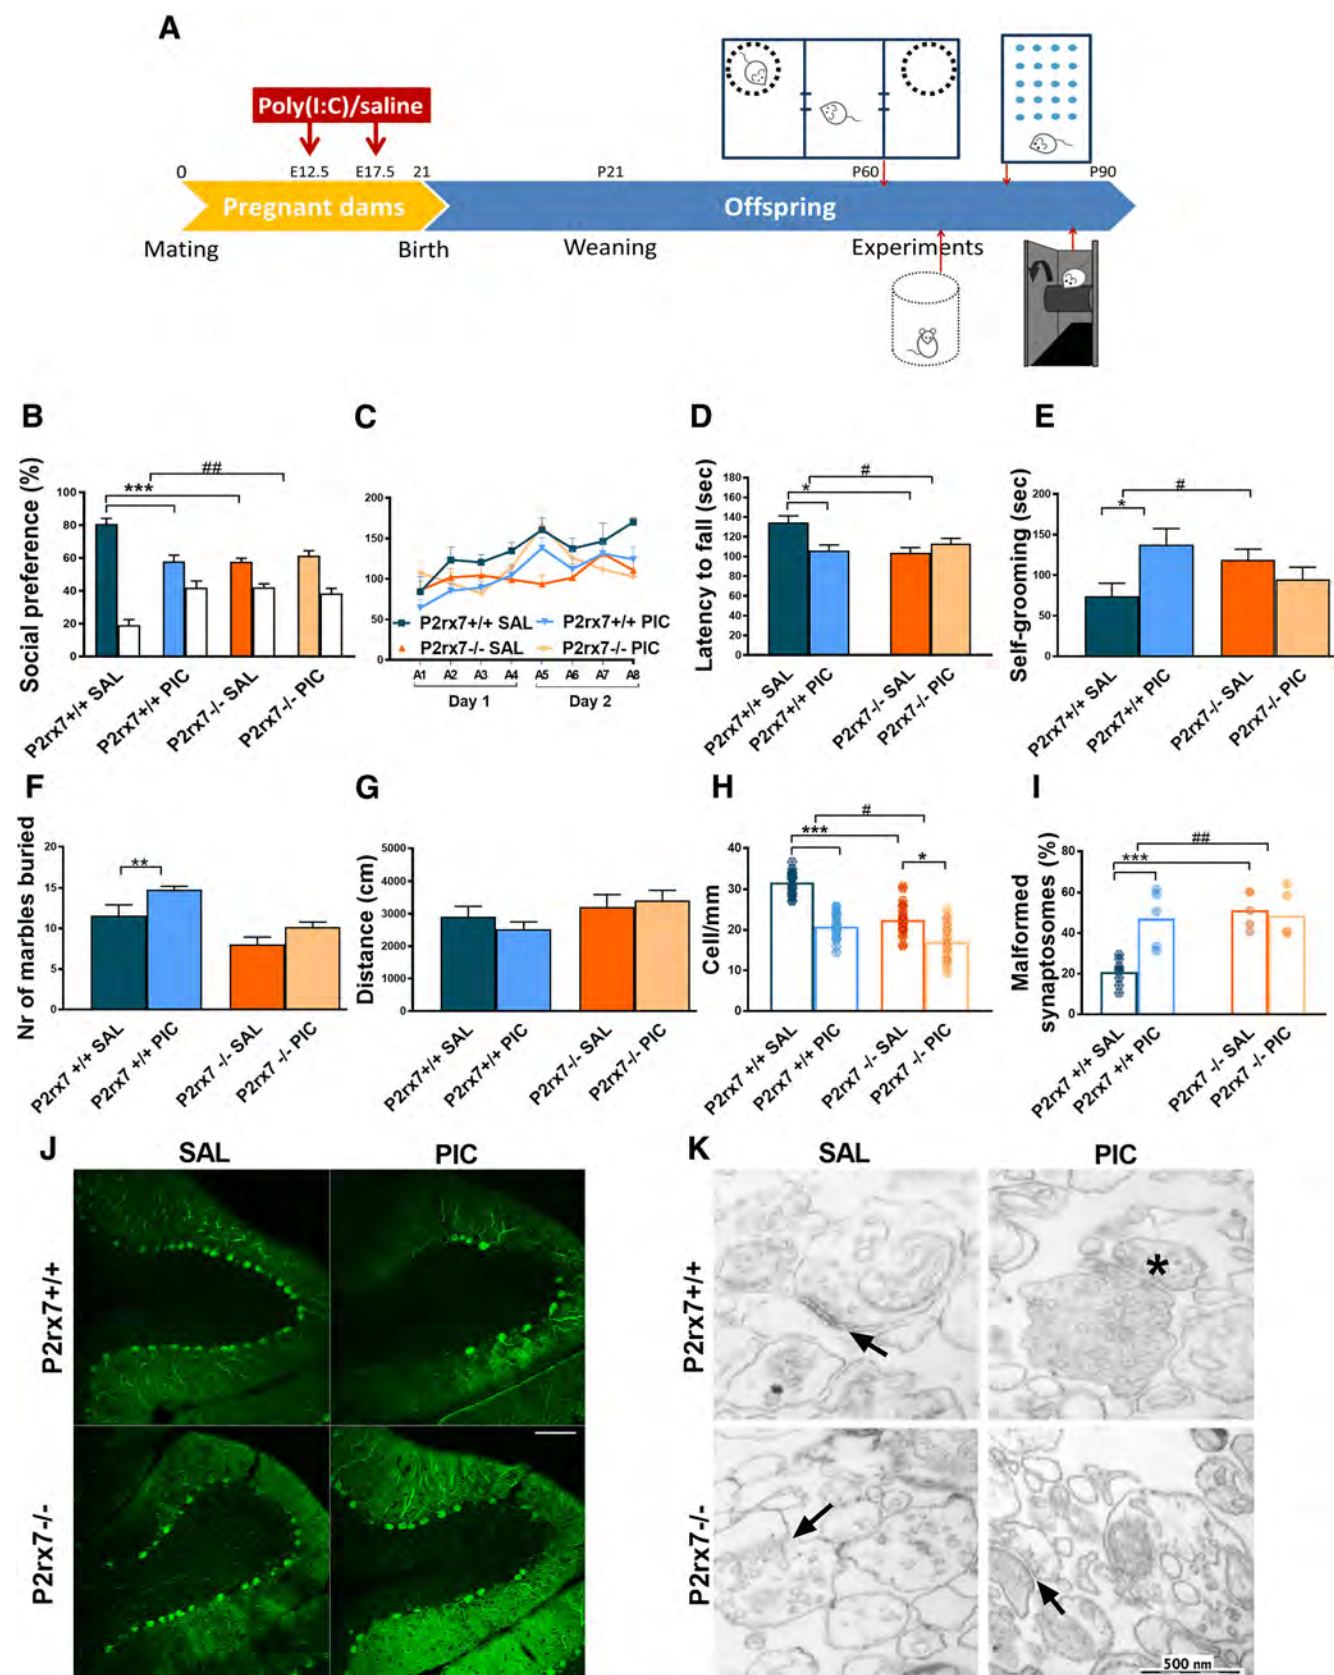 A
Poly(I:C)/saline
0 E12.5 E17.5 21 P21 P60 P90
Pregnant dams Offspring
Mating Birth Weaning Experiments
B
Social preference (%)
##
***
100
80
60
40
20
0
P2rx7+/+ SAL
P2rx7+/+ PIC
P2rx7-/- SAL
P2rx7-/- PIC
C
200
150
100
50
0
P2rx7+/+ SAL P2rx7+/+ PIC
P2rx7-/- SAL P2rx7-/- PIC
A1 A2 A3 A4 A5 A6 A7 A8
Day 1 Day 2
D
Latency to fall (sec)
#
*
180
160
140
120
100
80
60
40
20
0
P2rx7+/+ SAL
P2rx7+/+ PIC
P2rx7-/- SAL
P2rx7-/- PIC
E
Self-grooming (sec)
#
*
200
150
100
50
0
P2rx7+/+ SAL
P2rx7+/+ PIC
P2rx7-/- SAL
P2rx7-/- PIC
F
Nr of marbles buried
**
20
15
10
5
0
P2rx7 +/+ SAL
P2rx7 +/+ PIC
P2rx7 -/- SAL
P2rx7 -/- PIC
G
Distance (cm)
5000
4000
3000
2000
1000
0
P2rx7+/+ SAL
P2rx7+/+ PIC
P2rx7-/- SAL
P2rx7-/- PIC
H
Cell/mm
#
***
*
40
30
20
10
0
P2rx7 +/+ SAL
P2rx7 +/+ PIC
P2rx7 -/- SAL
P2rx7 -/- PIC
I
Malformed
synaptosomes (%)
##
***
80
60
40
20
0
P2rx7 +/+ SAL
P2rx7 +/+ PIC
P2rx7 -/- SAL
P2rx7 -/- PIC
J
SAL PIC
P2rx7+/+
P2rx7-/-
K
SAL PIC
P2rx7+/+
*
P2rx7-/-
500 nm